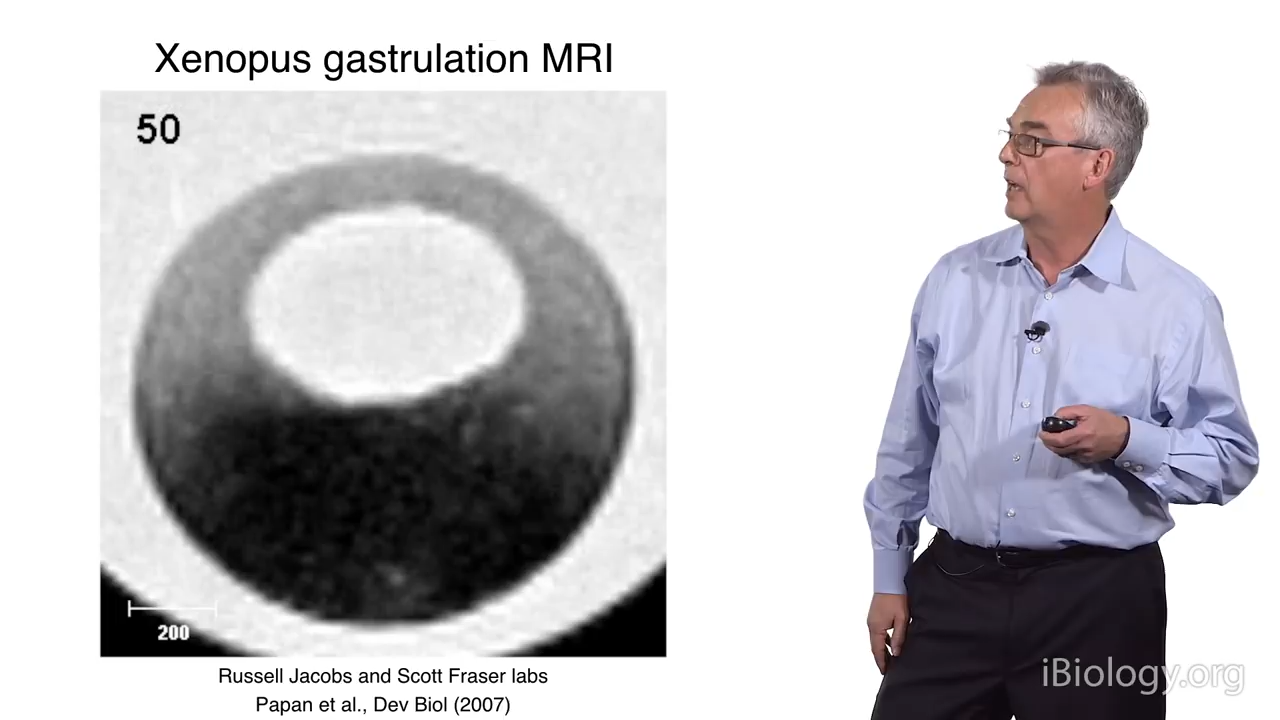 Xenopus gastrulation MRI
50
200
Russell Jacobs and Scott Fraser labs
Papan et al., Dev Biol (2007)
iBiology.org